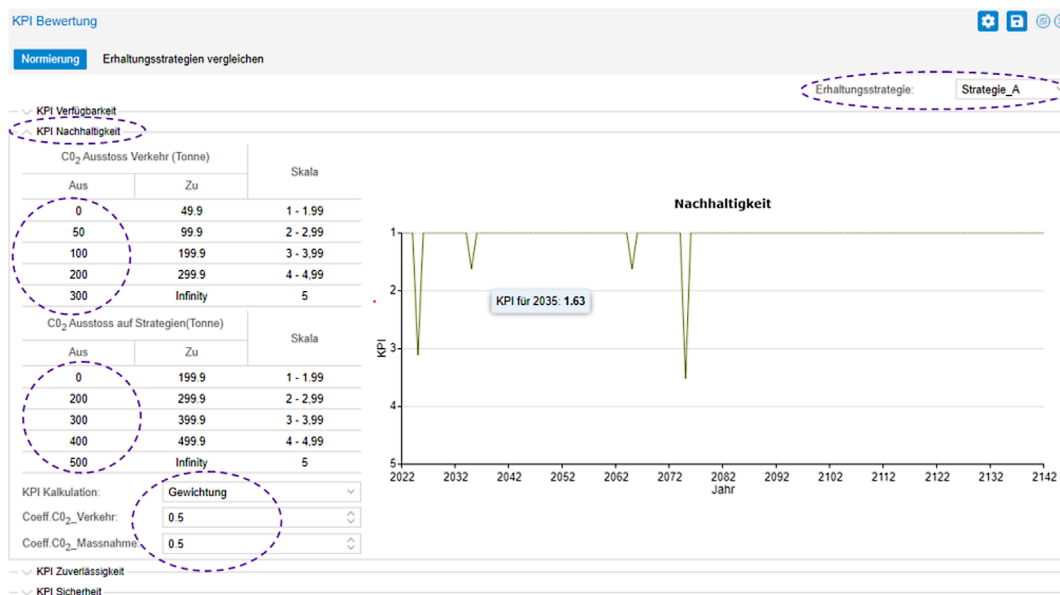 KPI Bewertung
Normierung Erhaltungsstrategien vergleichen
Erhaltungsstrategie: Strategie_A
KPI Verfügbarkeit
KPI Nachhaltigkeit
C0₂ Ausstoss Verkehr (Tonne) Skala
Aus Zu
0 49.9 1 - 1.99
50 99.9 2 - 2,99
100 199.9 3 - 3,99
200 299.9 4 - 4,99
300 Infinity 5
C0₂ Ausstoss auf Strategien(Tonne) Skala
Aus Zu
0 199.9 1 - 1.99
200 299.9 2 - 2,99
300 399.9 3 - 3,99
400 499.9 4 - 4,99
500 Infinity 5
KPI Kalkulation: Gewichtung
Coeff.C0₂_Verkehr: 0.5
Coeff.C0₂_Massnahme: 0.5
Nachhaltigkeit
1
2
3
4
5
KPI
KPI für 2035: 1.63
2022 2032 2042 2052 2062 2072 2082 2092 2102 2112 2122 2132 2142
Jahr
KPI Zuverlässigkeit
KPI Sicherheit